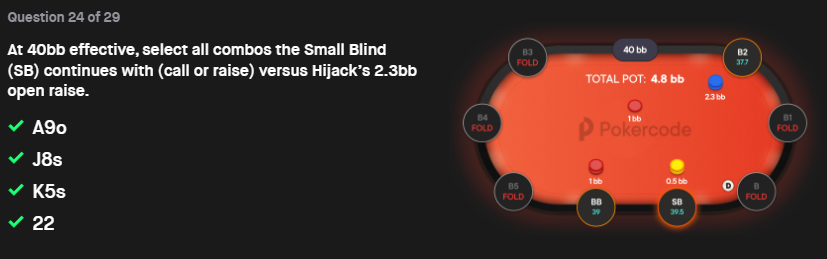 Question 24 of 29
At 40bb effective, select all combos the Small Blind
(SB) continues with (call or raise) versus Hijack's 2.3bb
open raise.
A9o
J8s
K5s
22
B3
FOLD
40 bb
B2
37.7
TOTAL POT: 4.8 bb
2.3 bb
1 bb
B4
FOLD
Pokercode
B1
FOLD
B5
FOLD
1 bb
0.5 bb
D
B
FOLD
BB
39
SB
39.5